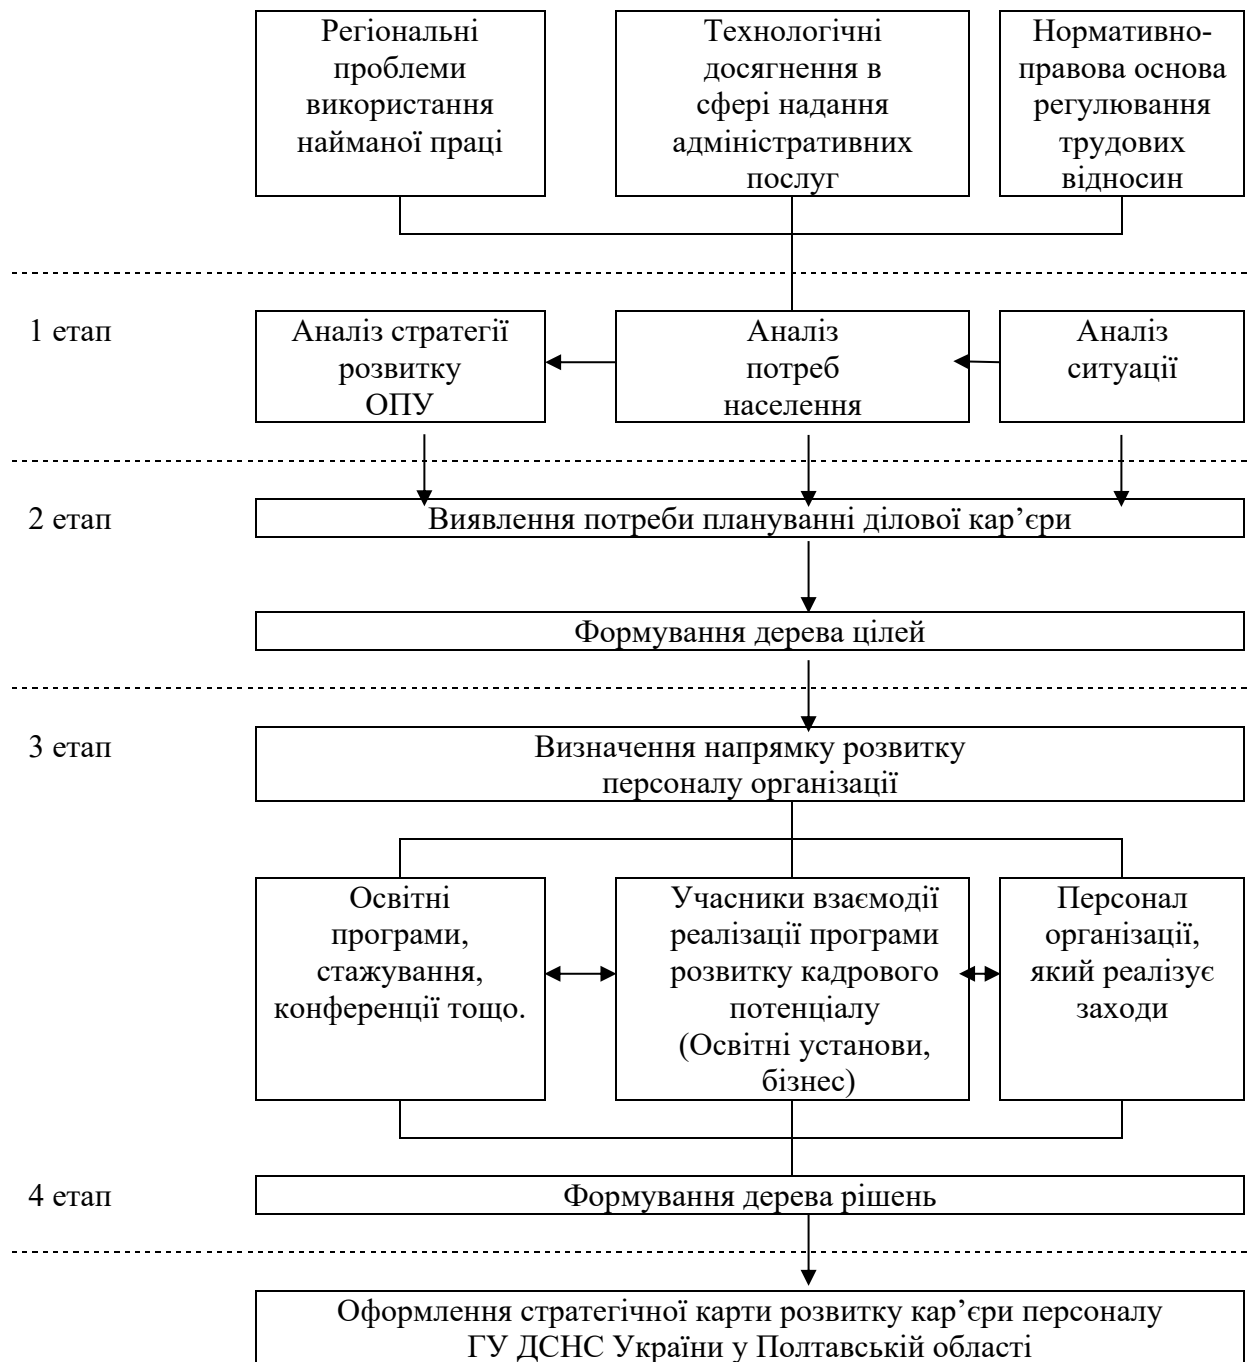 Регіональні
проблеми
використання
найманої праці
Технологічні
досягнення в
сфері надання
адміністративних
послуг
Нормативно-
правова основа
регулювання
трудових
відносин
1 етап
Аналіз стратегії
розвитку
ОПУ
Аналіз
потреб
населення
Аналіз
ситуації
2 етап
Виявлення потреби плануванні ділової кар’єри
Формування дерева цілей
3 етап
Визначення напрямку розвитку
персоналу організації
Освітні
програми,
стажування,
конференції тощо.
Учасники взаємодії
реалізації програми
розвитку кадрового
потенціалу
(Освітні установи,
бізнес)
Персонал
організації,
який реалізує
заходи
4 етап
Формування дерева рішень
Оформлення стратегічної карти розвитку кар’єри персоналу
ГУ ДСНС України у Полтавській області